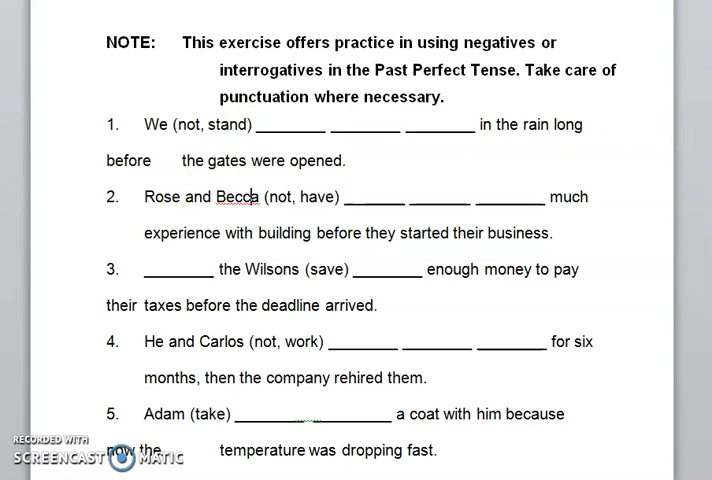 NOTE: This exercise offers practice in using negatives or
interrogatives in the Past Perfect Tense. Take care of
punctuation where necessary.
1. We (not, stand) ________ ________ ________ in the rain long
before the gates were opened.
2. Rose and Becca (not, have) ________ ________ ________ much
experience with building before they started their business.
3. ________ the Wilsons (save) ________ enough money to pay
their taxes before the deadline arrived.
4. He and Carlos (not, work) ________ ________ ________ for six
months, then the company rehired them.
5. Adam (take) __________________ a coat with him because
now the temperature was dropping fast.
RECORDED WITH
SCREENCAST MATIC